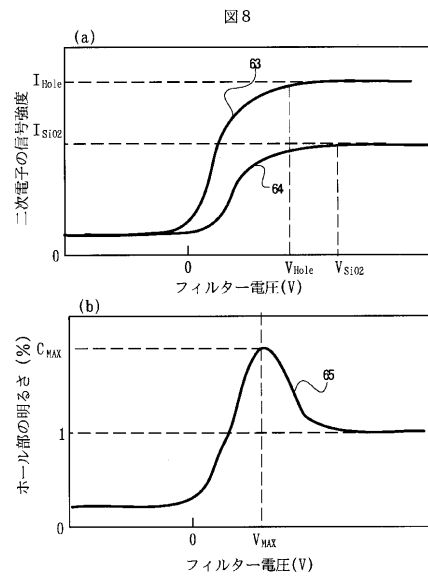 図8
(a)
I_Hole
I_SiO2
二次電子の信号強度
63
64
0
0
V_Hole
V_SiO2
フィルター電圧(V)
(b)
C_MAX
ホール部の明るさ(%)
65
1
0
0
V_MAX
フィルター電圧(V)